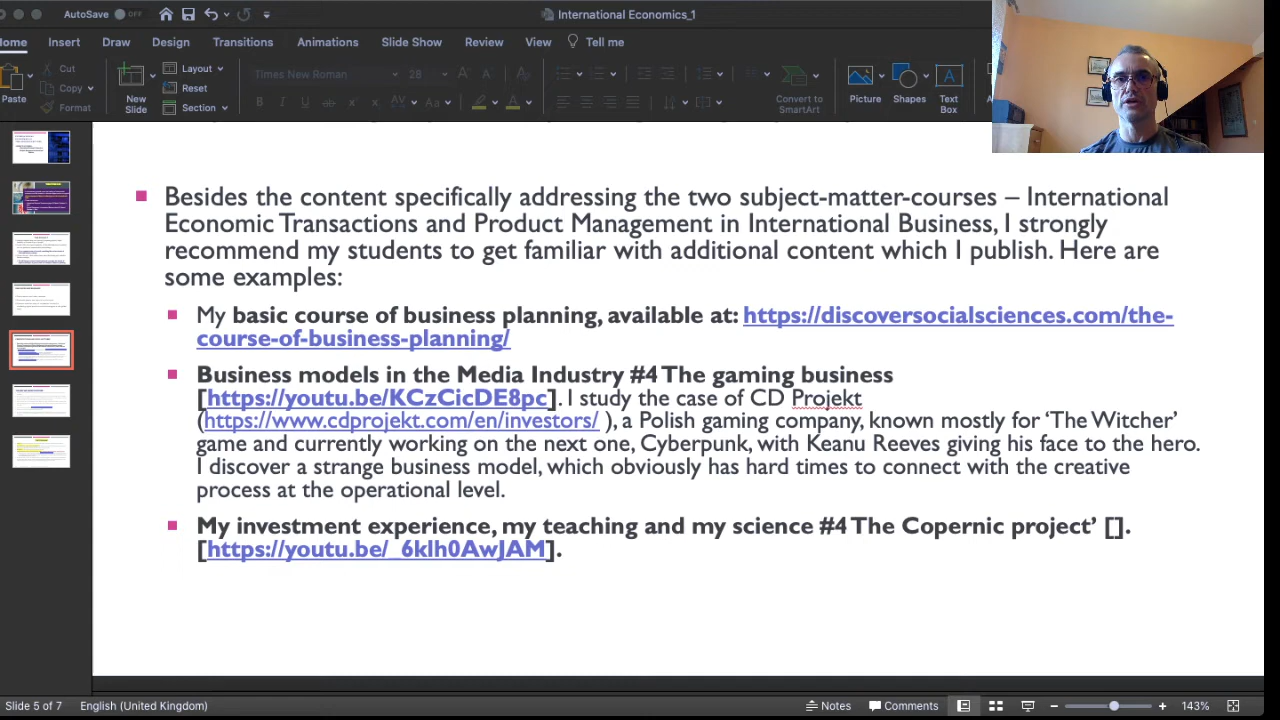 AutoSave OFF
International Economics_1
Home Insert Draw Design Transitions Animations Slide Show Review View Tell me
Paste
Cut
Copy
Format
New
Slide
Layout
Reset
Section
Times New Roman 28
B I U ab x x AV Aa
Convert to
SmartArt
Picture
Shapes
Text
Box
Besides the content specifically addressing the two subject-matter-courses – International
Economic Transactions and Product Management in International Business, I strongly
recommend my students to get familiar with additional content which I publish. Here are
some examples:
My basic course of business planning, available at: https://discoversocialsciences.com/the-
course-of-business-planning/
Business models in the Media Industry #4 The gaming business
[https://youtu.be/KCzCicDE8pc]. I study the case of CD Projekt
(https://www.cdprojekt.com/en/investors/ ), a Polish gaming company, known mostly for ‘The Witcher’
game and currently working on the next one, Cyberpunk, with Keanu Reeves giving his face to the hero.
I discover a strange business model, which obviously has hard times to connect with the creative
process at the operational level.
My investment experience, my teaching and my science #4 The Copernic project’ [].
[https://youtu.be/_6klh0AwJAM].
Slide 5 of 7 English (United Kingdom) Notes Comments 143%